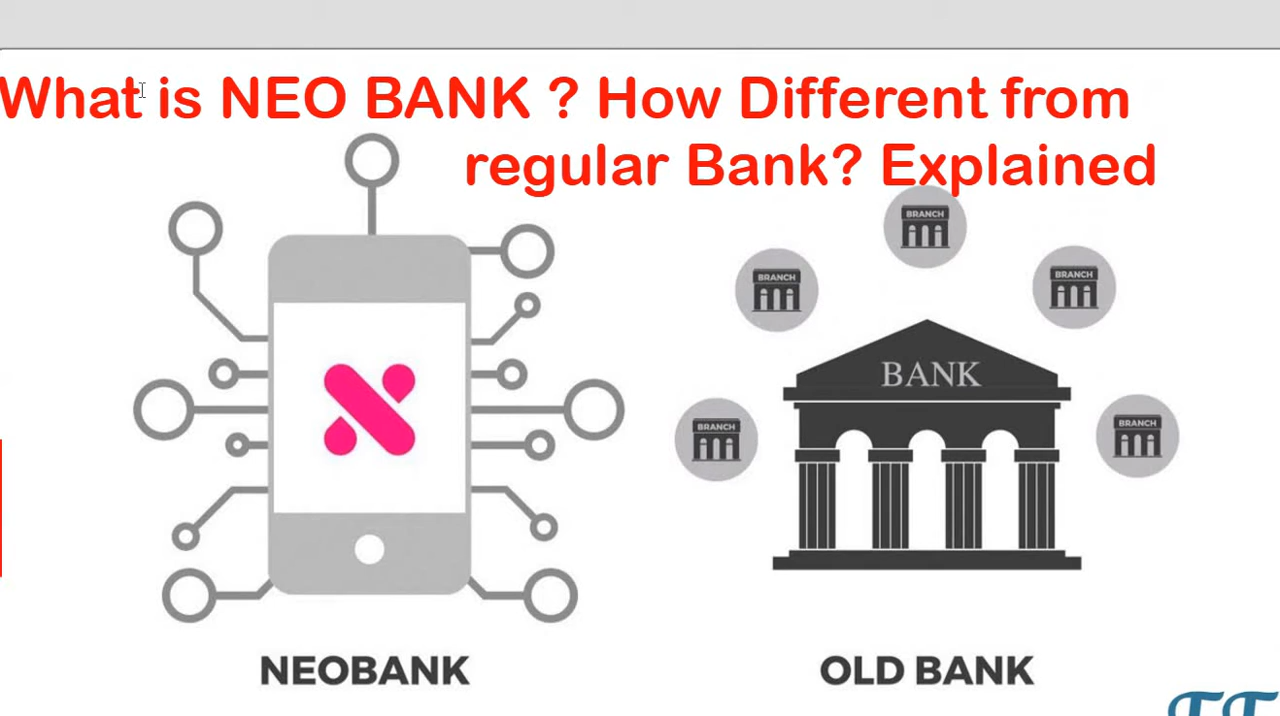 What is NEO BANK ? How Different from
regular Bank? Explained
BRANCH
BRANCH
BRANCH
BANK
BRANCH
BRANCH
NEOBANK
OLD BANK